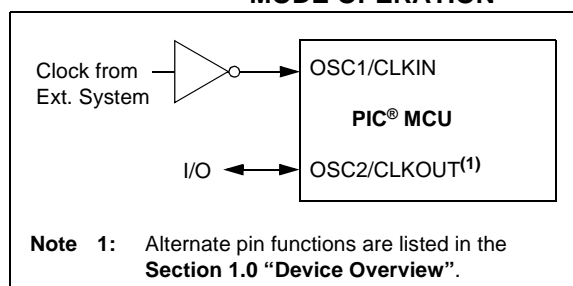 MODE OPERATION
Clock from
Ext. System
OSC1/CLKIN
PIC® MCU
I/O
OSC2/CLKOUT(1)
Note 1: Alternate pin functions are listed in the
Section 1.0 “Device Overview”.